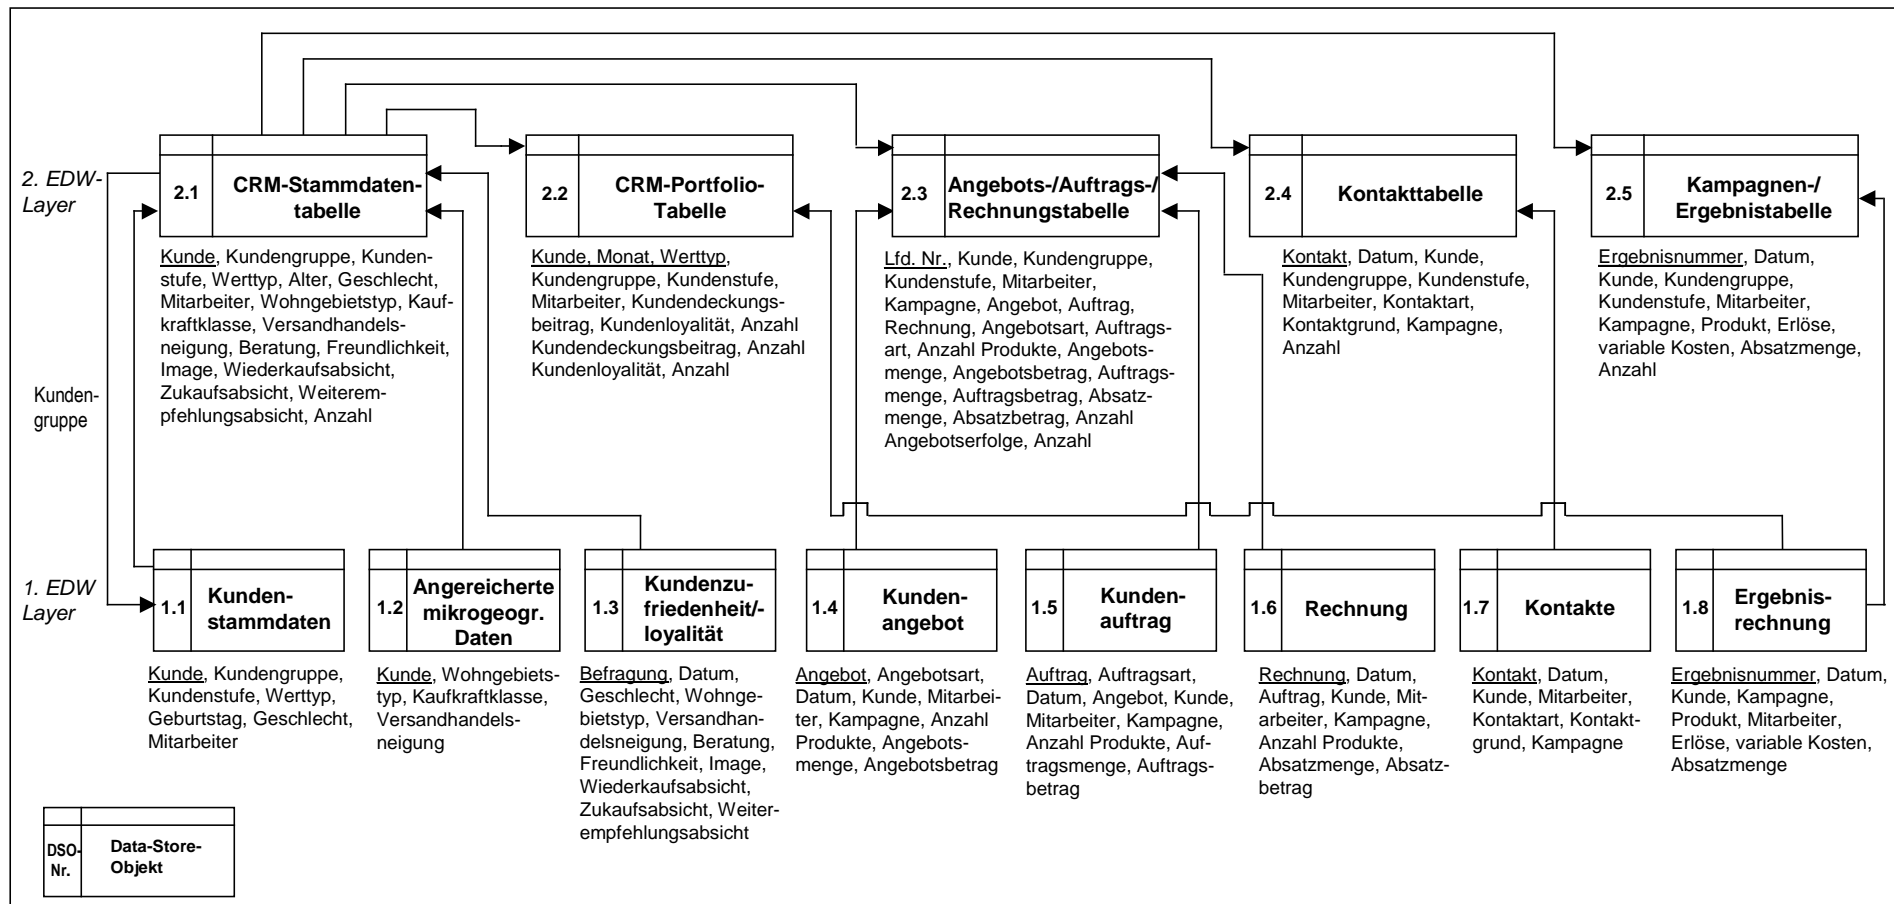 2. EDW-
Layer
2.1
CRM-Stammdaten-
tabelle
2.2
CRM-Portfolio-
Tabelle
2.3
Angebots-/Auftrags-/
Rechnungstabelle
2.4
Kontakttabelle
2.5
Kampagnen-/
Ergebnistabelle
Kunde, Kundengruppe, Kunden-
stufe, Werttyp, Alter, Geschlecht,
Mitarbeiter, Wohngebietstyp, Kauf-
kraftklasse, Versandhandels-
neigung, Beratung, Freundlichkeit,
Image, Wiederkaufsabsicht,
Zukaufsabsicht, Weiterem-
pfehlungsabsicht, Anzahl
Kunde, Monat, Werttyp,
Kundengruppe, Kundenstufe,
Mitarbeiter, Kundendeckungs-
beitrag, Kundenloyalität, Anzahl
Kundendeckungsbeitrag, Anzahl
Kundenloyalität, Anzahl
Lfd. Nr., Kunde, Kundengruppe,
Kundenstufe, Mitarbeiter,
Kampagne, Angebot, Auftrag,
Rechnung, Angebotsart, Auftrags-
art, Anzahl Produkte, Angebots-
menge, Angebotsbetrag, Auftrags-
menge, Auftragsbetrag, Absatz-
menge, Absatzbetrag, Anzahl
Angebotserfolge, Anzahl
Kontakt, Datum, Kunde,
Kundengruppe, Kundenstufe,
Mitarbeiter, Kontaktart,
Kontaktgrund, Kampagne,
Anzahl
Ergebnisnummer, Datum,
Kunde, Kundengruppe,
Kundenstufe, Mitarbeiter,
Kampagne, Produkt, Erlöse,
variable Kosten, Absatzmenge,
Anzahl
Kunden-
gruppe
1. EDW
Layer
1.1
Kunden-
stammdaten
1.2
Angereicherte
mikrogeogr.
Daten
1.3
Kundenzu-
friedenheit/-
loyalität
1.4
Kunden-
angebot
1.5
Kunden-
auftrag
1.6
Rechnung
1.7
Kontakte
1.8
Ergebnis-
rechnung
Kunde, Kundengruppe,
Kundenstufe, Werttyp,
Geburtstag, Geschlecht,
Mitarbeiter
Kunde, Wohngebiets-
typ, Kaufkraftklasse,
Versandhandels-
neigung
Befragung, Datum,
Geschlecht, Wohnge-
bietstyp, Versandhan-
delsneigung, Beratung,
Freundlichkeit, Image,
Wiederkaufsabsicht,
Zukaufsabsicht, Weiter-
empfehlungsabsicht
Angebot, Angebotsart,
Datum, Kunde, Mitarbei-
ter, Kampagne, Anzahl
Produkte, Angebots-
menge, Angebotsbetrag
Auftrag, Auftragsart,
Datum, Angebot, Kunde,
Mitarbeiter, Kampagne,
Anzahl Produkte, Auf-
tragsmenge, Auftrags-
betrag
Rechnung, Datum,
Auftrag, Kunde, Mit-
arbeiter, Kampagne,
Anzahl Produkte,
Absatzmenge, Absatz-
betrag
Kontakt, Datum,
Kunde, Mitarbeiter,
Kontaktart, Kontakt-
grund, Kampagne
Ergebnisnummer, Datum,
Kunde, Kampagne,
Produkt, Mitarbeiter,
Erlöse, variable Kosten,
Absatzmenge
DSO-
Nr.
Data-Store-
Objekt